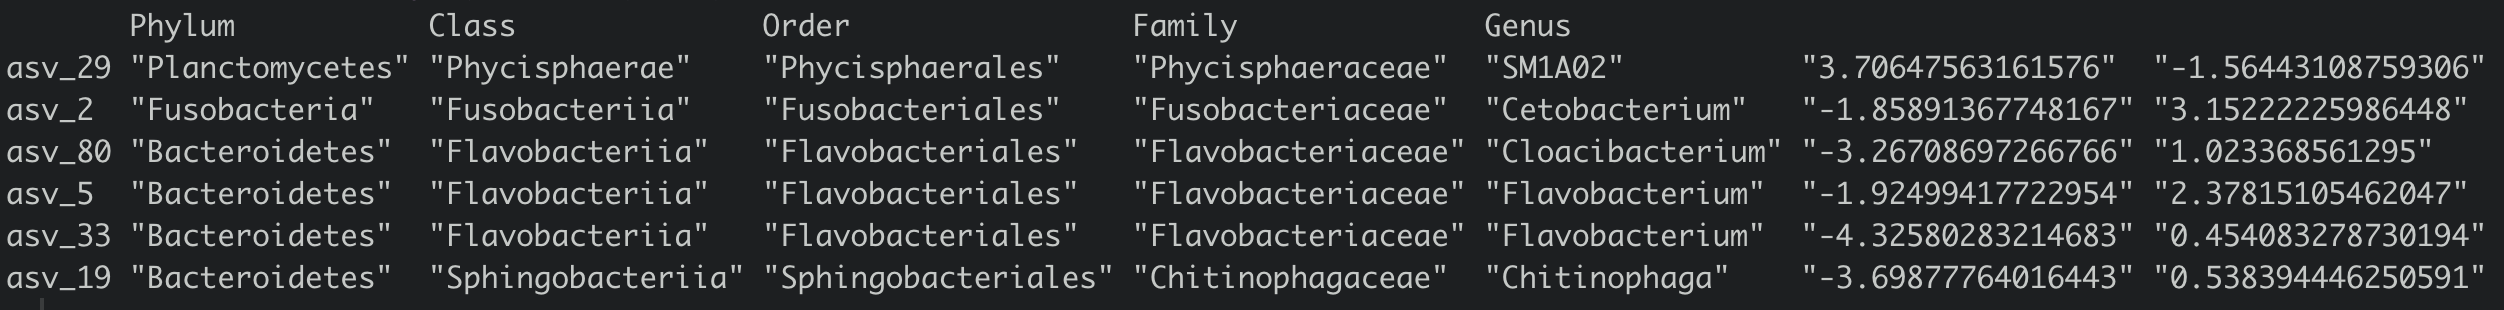 Phylum Class Order Family Genus
asv_29 "Planctomycetes" "Phycisphaerae" "Phycisphaerales" "Phycisphaeraceae" "SM1A02" "3.70647563161576" "-1.56443108759306"
asv_2 "Fusobacteria" "Fusobacteriia" "Fusobacteriales" "Fusobacteriaceae" "Cetobacterium" "-1.85891367748167" "3.15222225986448"
asv_80 "Bacteroidetes" "Flavobacteriia" "Flavobacteriales" "Flavobacteriaceae" "Cloacibacterium" "-3.26708697266766" "1.023368561295"
asv_5 "Bacteroidetes" "Flavobacteriia" "Flavobacteriales" "Flavobacteriaceae" "Flavobacterium" "-1.92499417722954" "2.37815105462047"
asv_33 "Bacteroidetes" "Flavobacteriia" "Flavobacteriales" "Flavobacteriaceae" "Flavobacterium" "-4.32580283214683" "0.454083278730194"
asv_19 "Bacteroidetes" "Sphingobacteriia" "Sphingobacteriales" "Chitinophagaceae" "Chitinophaga" "-3.69877764016443" "0.538394446250591"